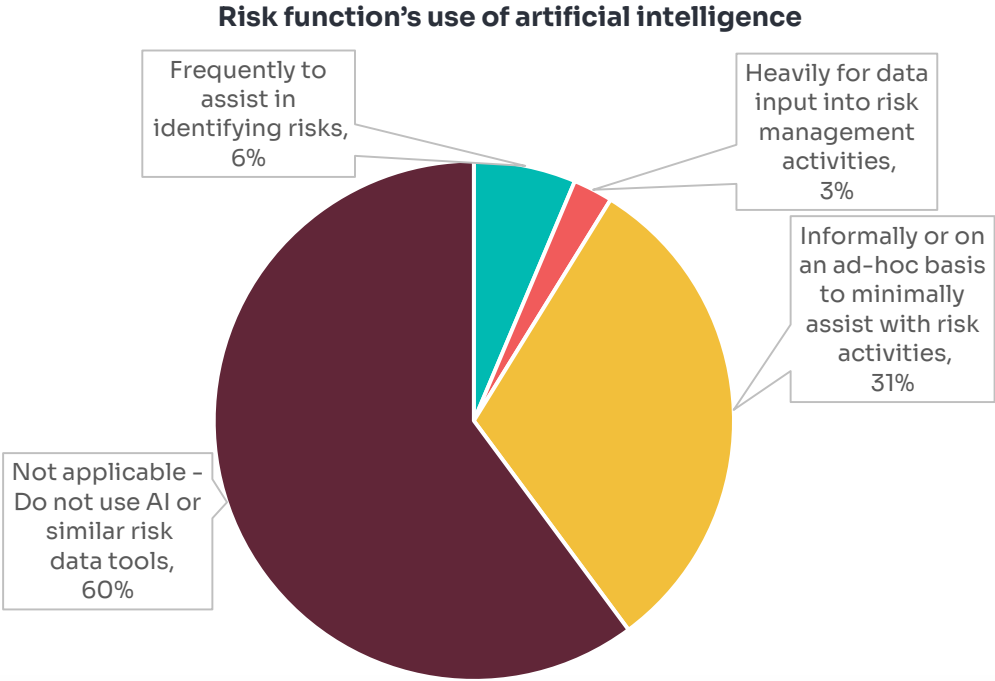 Risk function’s use of artificial intelligence
Frequently to
assist in
identifying risks,
6%
Heavily for data
input into risk
management
activities,
3%
Informally or on
an ad-hoc basis
to minimally
assist with risk
activities,
31%
Not applicable -
Do not use AI or
similar risk
data tools,
60%